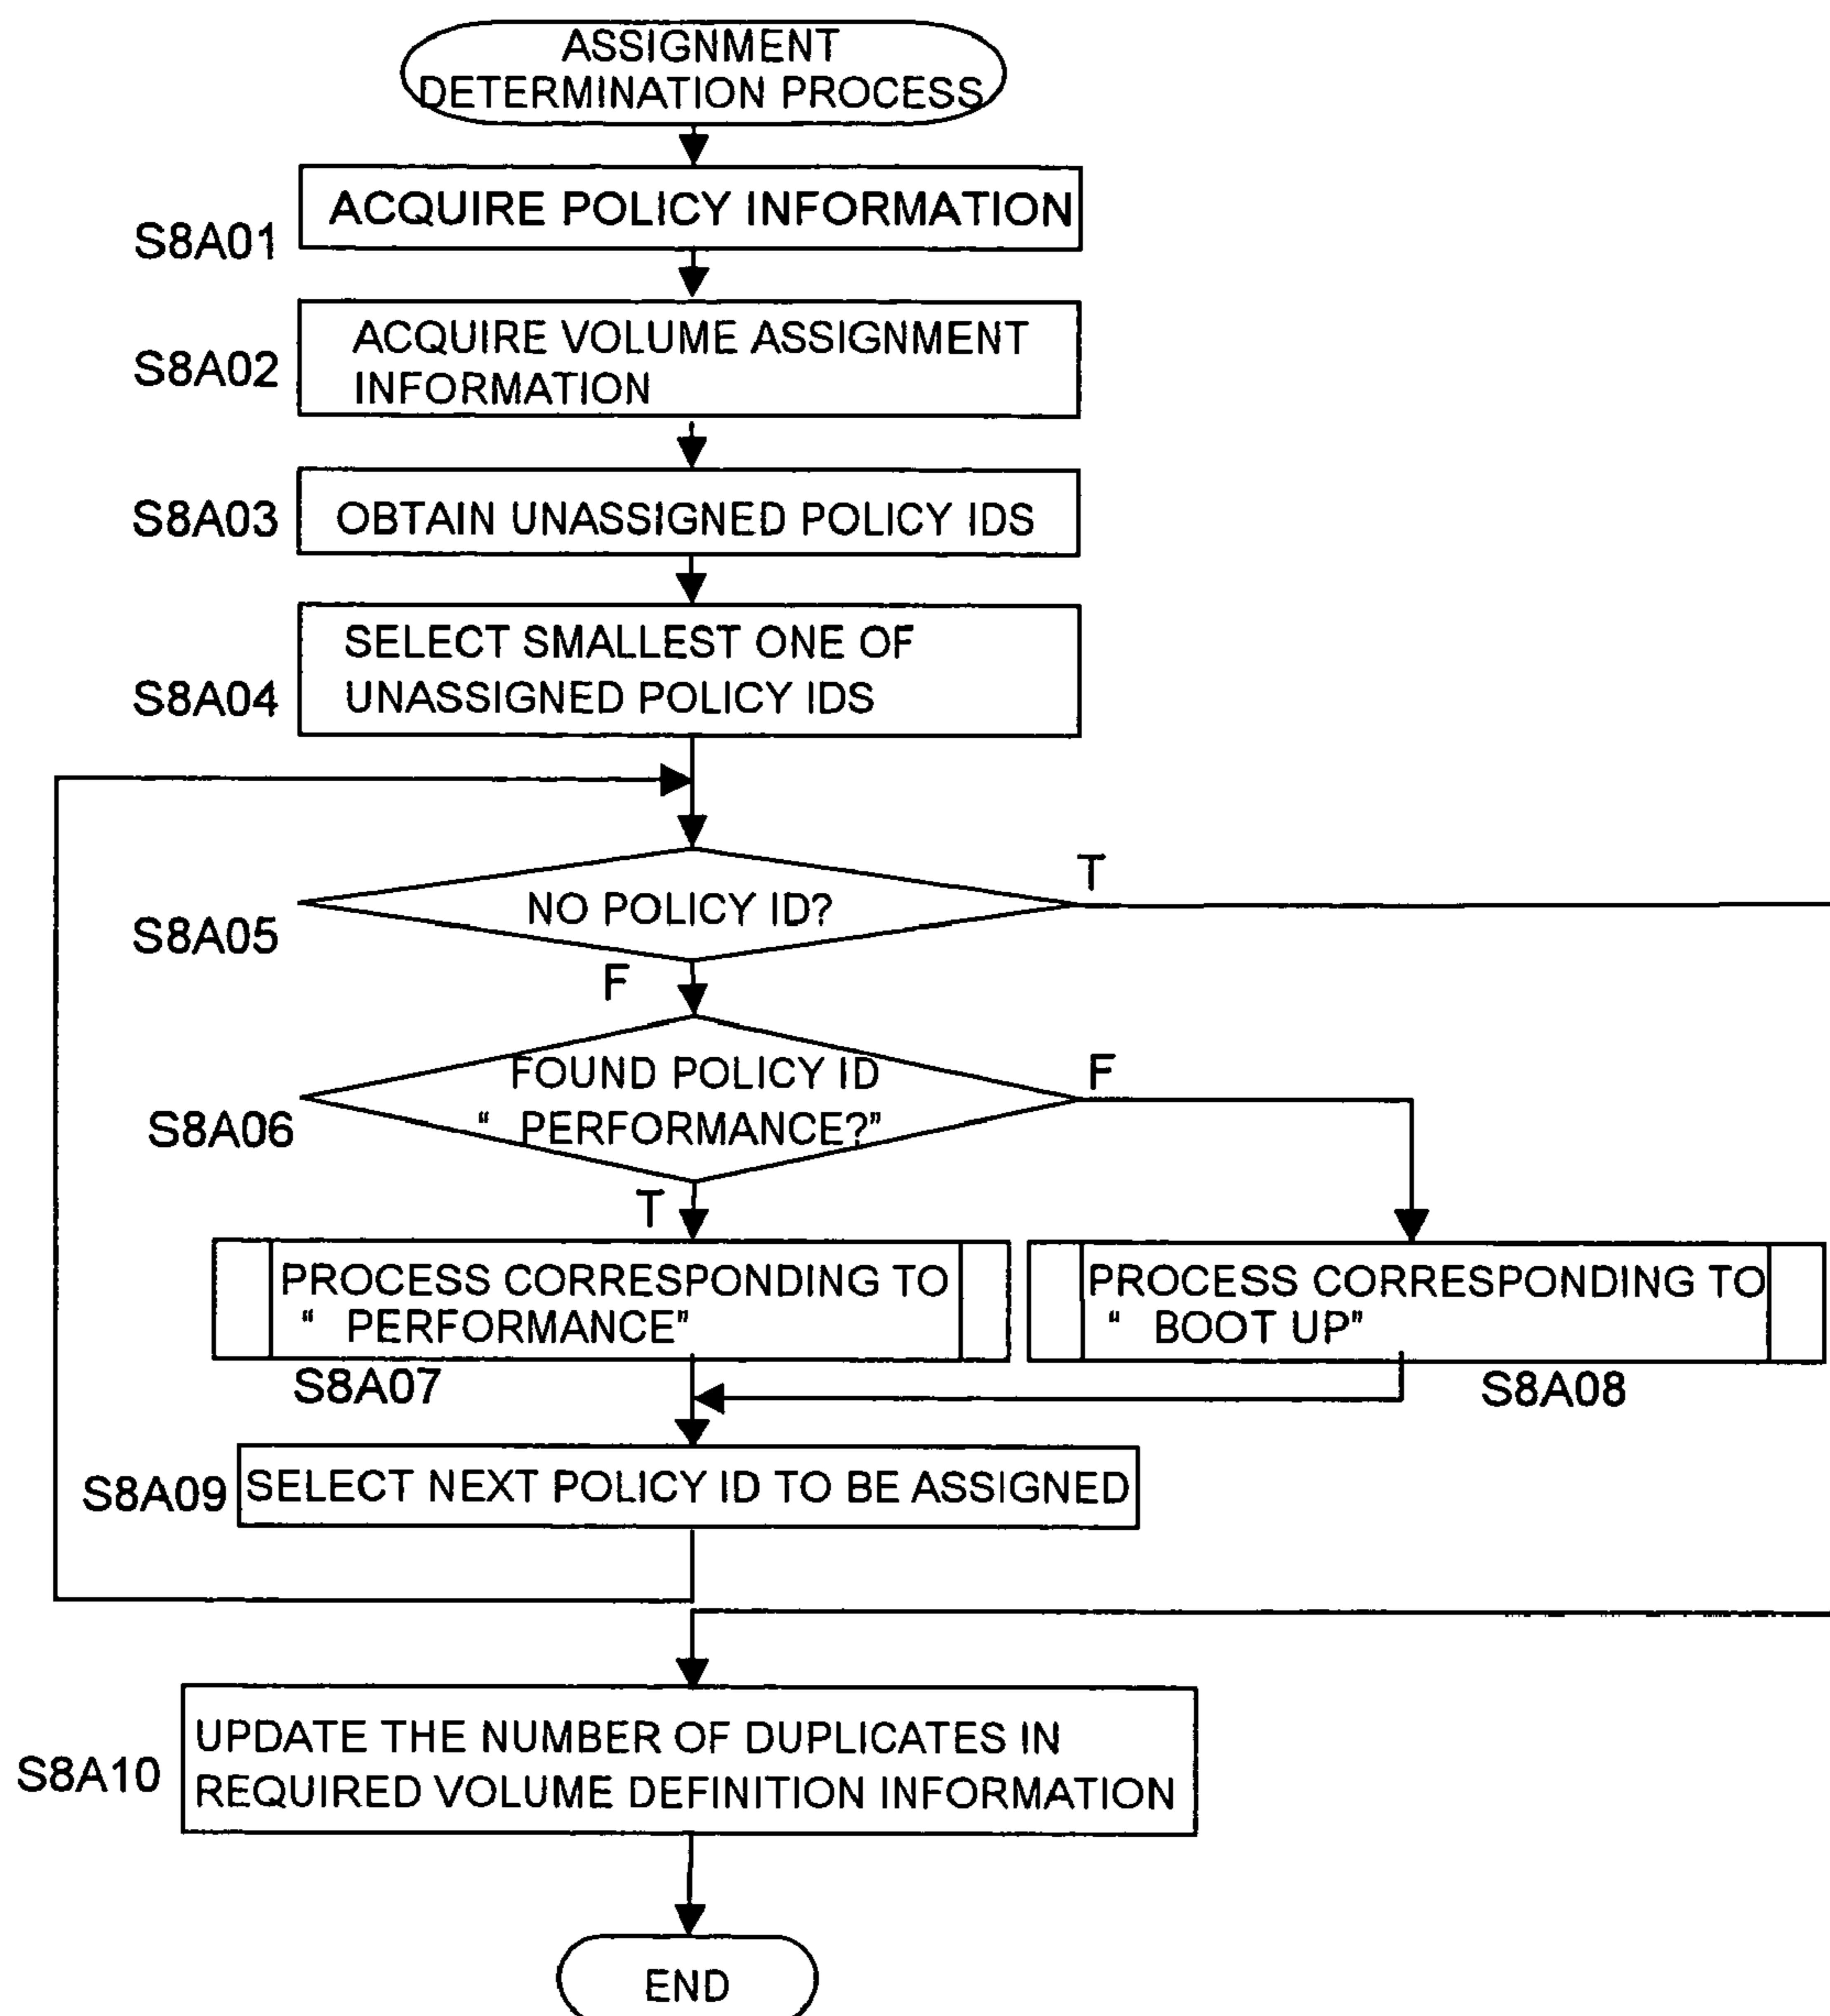 ASSIGNMENT
DETERMINATION PROCESS
ACQUIRE POLICY INFORMATION
S8A01
ACQUIRE VOLUME ASSIGNMENT
INFORMATION
S8A02
OBTAIN UNASSIGNED POLICY IDS
S8A03
SELECT SMALLEST ONE OF
UNASSIGNED POLICY IDS
S8A04
T
NO POLICY ID?
S8A05
F
FOUND POLICY ID
“ PERFORMANCE?”
F
S8A06
T
PROCESS CORRESPONDING TO
“ PERFORMANCE”
PROCESS CORRESPONDING TO
“ BOOT UP”
S8A07
S8A08
S8A09
SELECT NEXT POLICY ID TO BE ASSIGNED
UPDATE THE NUMBER OF DUPLICATES IN
REQUIRED VOLUME DEFINITION INFORMATION
S8A10
END